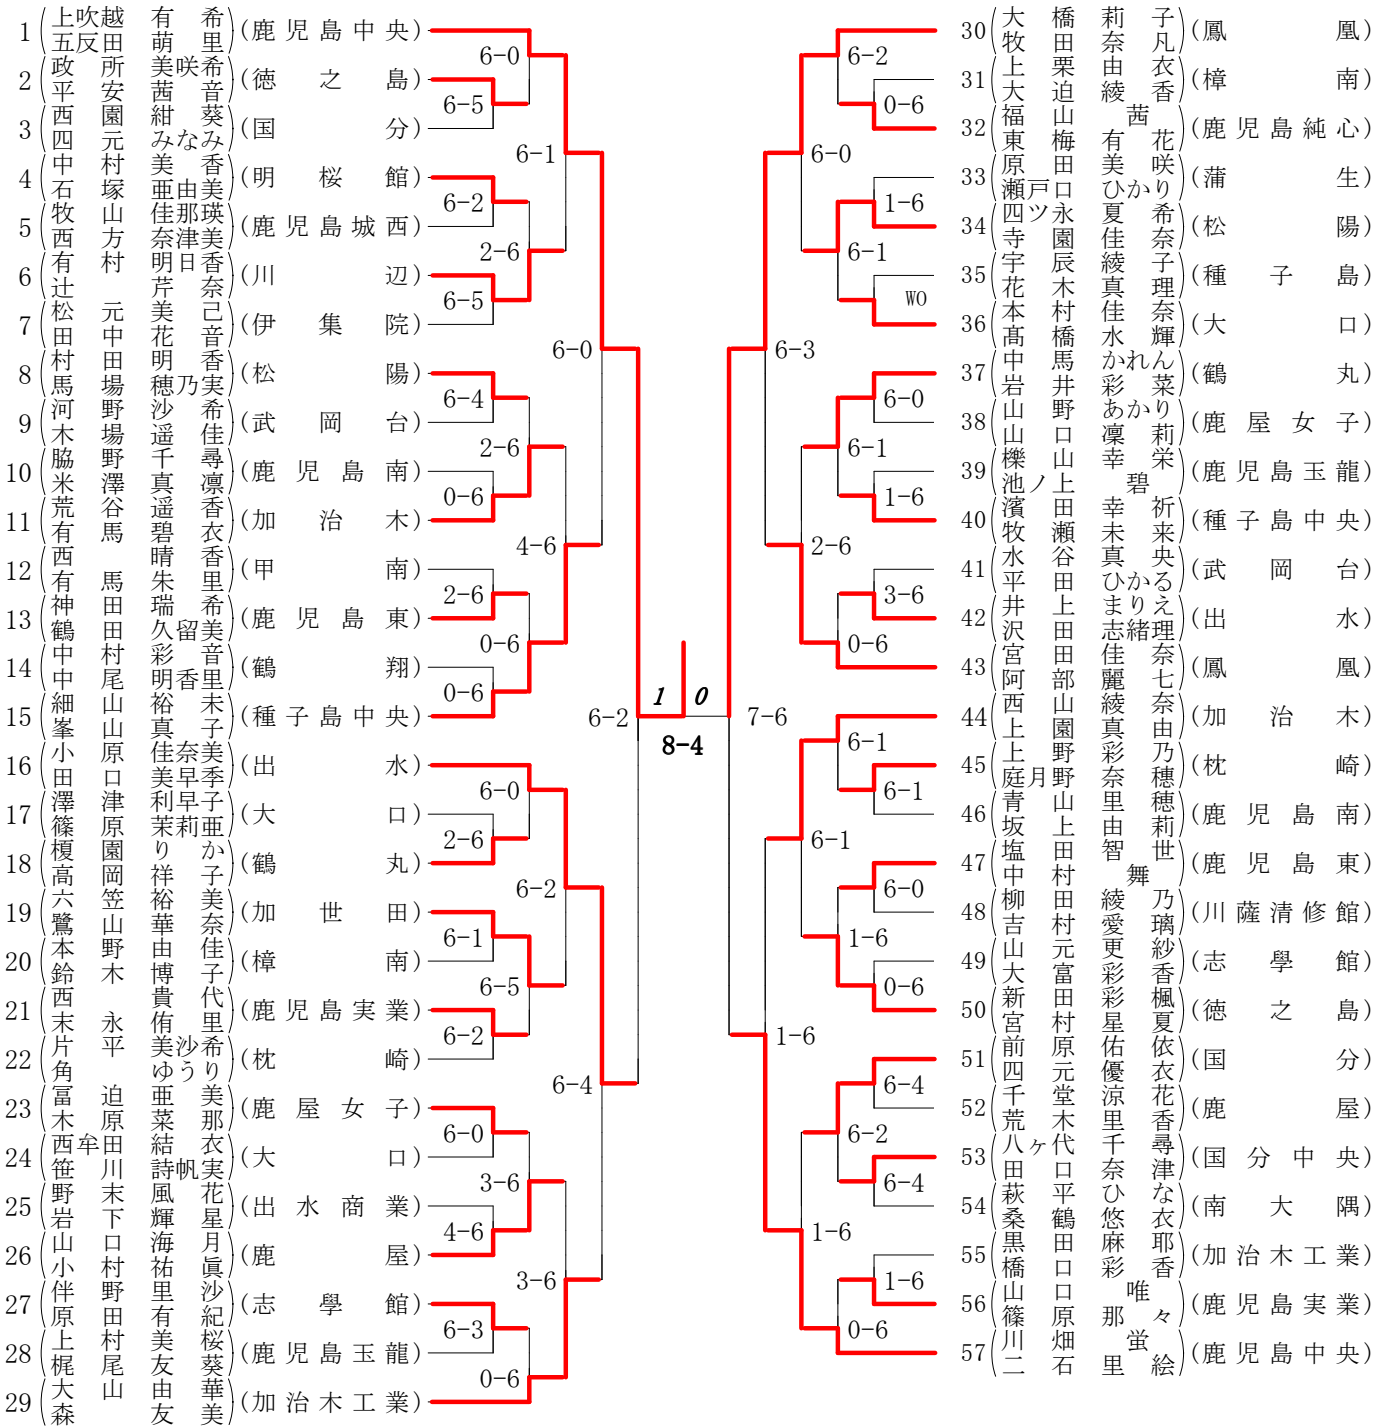 1 上吹越 有希 五反田 萌里 (鹿児島中央)
2 政所 美咲希 平安 茜音 (徳之島)
3 西園 紺葵 四元 みなみ (国分)
4 中村 美香 石塚 亜由美 (明桜館)
5 牧山 佳那瑛 西方 奈津美 (鹿児島城西)
6 有村 明日香 辻 芹奈 (川辺)
7 松元 美己 田中 花音 (伊集院)
8 村田 明香 馬場 穂乃実 (松陽)
9 河野 沙希 木場 遥佳 (武岡台)
10 脇野 千尋 米澤 真凛 (鹿児島南)
11 荒谷 遥香 有馬 碧衣 (加治木)
12 西 晴香 有馬 朱里 (甲南)
13 神田 瑞希 鶴田 久留美 (鹿児島東)
14 中村 彩音 中尾 明香里 (鶴翔)
15 細山 裕未 峯山 真子 (種子島中央)
16 小原 佳奈美 田口 美早季 (出水)
17 澤津 利早子 篠原 茉莉亜 (大口)
18 榎園 りか 高岡 祥子 (鶴丸)
19 六笠 裕美 鷺山 華奈 (加世田)
20 本野 由佳 鈴木 博子 (樟南)
21 西 貴代 末永 侑里 (鹿児島実業)
22 片平 美沙希 角 ゆうり (枕崎)
23 冨迫 亜美 木原 菜那 (鹿屋女子)
24 西牟田 結衣 笹川 詩帆実 (大口)
25 野末 風花 岩下 輝星 (出水商業)
26 山口 海月 小村 祐眞 (鹿屋)
27 伴野 里沙 原田 有紀 (志學館)
28 上村 美桜 梶尾 友葵 (鹿児島玉龍)
29 大山 由華 森 友美 (加治木工業)
6-0
6-5
6-1
6-2
2-6
6-5
6-0
6-4
2-6
0-6
4-6
2-6
0-6
0-6
6-2
6-0
2-6
6-2
6-1
6-5
6-2
6-4
6-0
3-6
4-6
3-6
6-3
0-6
1 0
8-4
30 大橋 莉子 牧田 奈凡 (鳳凰)
31 上栗 由衣 大迫 綾香 (樟南)
32 福山 茜 東梅 有花 (鹿児島純心)
33 原田 美咲 瀬戸口 ひかり (蒲生)
34 四ツ永 夏希 寺園 佳奈 (松陽)
35 宇辰 綾子 花木 真理 (種子島)
36 本村 佳奈 髙橋 水輝 (大口)
37 中馬 かれん 岩井 彩菜 (鶴丸)
38 山野 あかり 山口 凜莉 (鹿屋女子)
39 櫟山 幸栄 池ノ上 碧 (鹿児島玉龍)
40 濱田 幸祈 牧瀬 未来 (種子島中央)
41 水谷 真央 平田 ひかる (武岡台)
42 井上 まりえ 沢田 志緒理 (出水)
43 宮田 佳奈 阿部 麗七 (鳳凰)
44 西山 綾奈 上園 真由 (加治木)
45 上野 彩乃 庭月野 奈穂 (枕崎)
46 青山 里穂 坂上 由莉 (鹿児島南)
47 塩田 智世 中村 舞 (鹿児島東)
48 柳田 綾乃 吉村 愛璃 (川薩清修館)
49 山元 更紗 大富 彩香 (志學館)
50 新田 彩楓 宮村 星夏 (徳之島)
51 前原 佑依 四元 優衣 (国分)
52 千堂 涼花 荒木 里香 (鹿屋)
53 八ヶ代 千尋 田口 奈津 (国分中央)
54 萩平 ひな 桑鶴 悠衣 (南大隅)
55 黒田 麻耶 橋口 彩香 (加治木工業)
56 山口 唯 篠原 那々 (鹿児島実業)
57 川畑 蛍 二石 里絵 (鹿児島中央)
6-2
0-6
6-0
1-6
6-1
WO
6-3
6-0
6-1
1-6
2-6
3-6
0-6
7-6
6-1
6-1
6-1
6-0
1-6
0-6
1-6
6-4
6-2
6-4
1-6
1-6
0-6